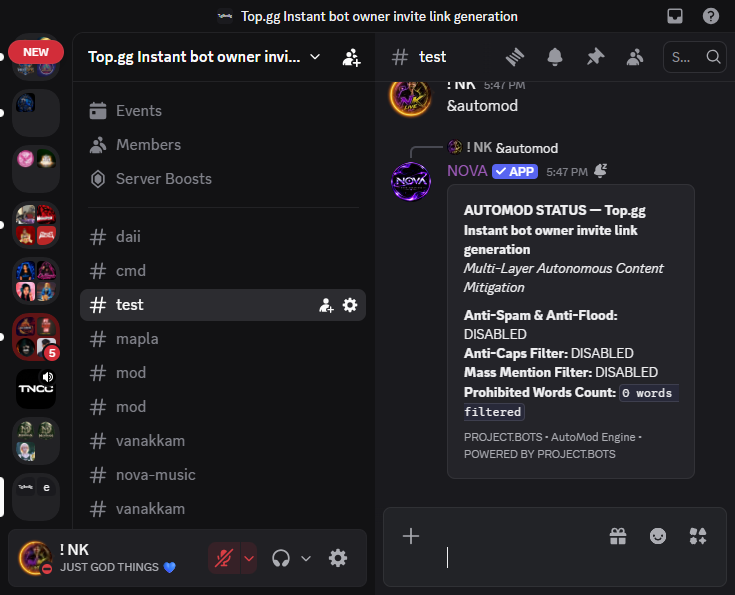 Top.gg Instant bot owner invite link generation
NEW
Top.gg Instant bot owner invi...
Events
Members
Server Boosts
daii
cmd
test
mapla
mod
mod
vanakkam
nova-music
vanakkam
5
TNCL
e
! NK
JUST GOD THINGS 💙
# test
S...
! NK 5:47 PM
&automod
! NK &automod
NOVA ✓ APP 5:47 PM
NOVA
AUTOMOD STATUS — Top.gg
Instant bot owner invite link
generation
Multi-Layer Autonomous Content
Mitigation
Anti-Spam & Anti-Flood:
DISABLED
Anti-Caps Filter: DISABLED
Mass Mention Filter: DISABLED
Prohibited Words Count: 0 words
filtered
PROJECT.BOTS • AutoMod Engine •
POWERED BY PROJECT.BOTS